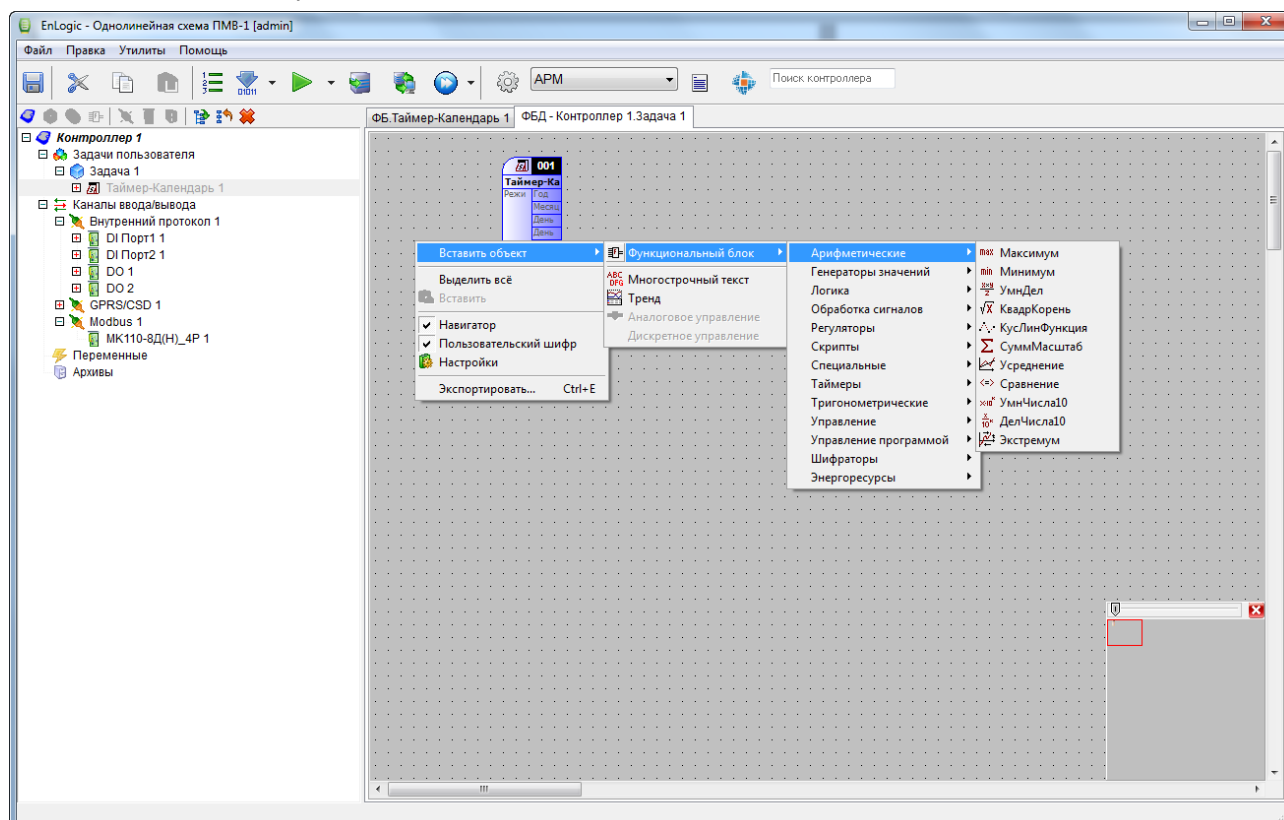 EnLogic - Однолинейная схема ПМВ-1 [admin]
Файл Правка Утилиты Помощь
АРМ
Поиск контроллера
ФБ.Таймер-Календарь 1
ФБД - Контроллер 1.Задача 1
Контроллер 1
Задачи пользователя
Задача 1
Таймер-Календарь 1
Каналы ввода/вывода
Внутренний протокол 1
DI Порт1 1
DI Порт2 1
DO 1
DO 2
GPRS/CSD 1
Modbus 1
МК110-8Д(Н)_4Р 1
Переменные
Архивы
001
Таймер-Ка
Режи Год
Месяц
День
День
Вставить объект
Выделить всё
Вставить
Навигатор
Пользовательский шифр
Настройки
Экспортировать... Ctrl+E
Функциональный блок
Многострочный текст
Тренд
Аналоговое управление
Дискретное управление
Арифметические
Генераторы значений
Логика
Обработка сигналов
Регуляторы
Скрипты
Специальные
Таймеры
Тригонометрические
Управление
Управление программой
Шифраторы
Энергоресурсы
max Максимум
min Минимум
УмнДел
КвадрКорень
КусЛинФункция
СуммМасштаб
Усреднение
Сравнение
УмнЧисла10
ДелЧисла10
Экстремум